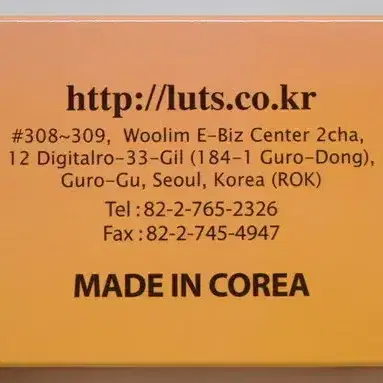 http://luts.co.kr
#308~309, Woolim E-Biz Center 2cha,
12 Digitalro-33-Gil (184-1 Guro-Dong),
Guro-Gu, Seoul, Korea (ROK)
Tel : 82-2-765-2326
Fax : 82-2-745-4947
MADE IN COREA